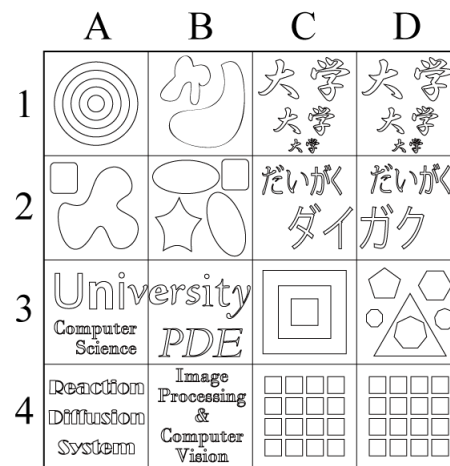 A B C D
1
大学 大学
大学 大学
大学 大学
2
だいがく だいがく
ダイガク
3
University
Computer
Science
PDE
4
Reaction
Diffusion
System
Image
Processing
&
Computer
Vision